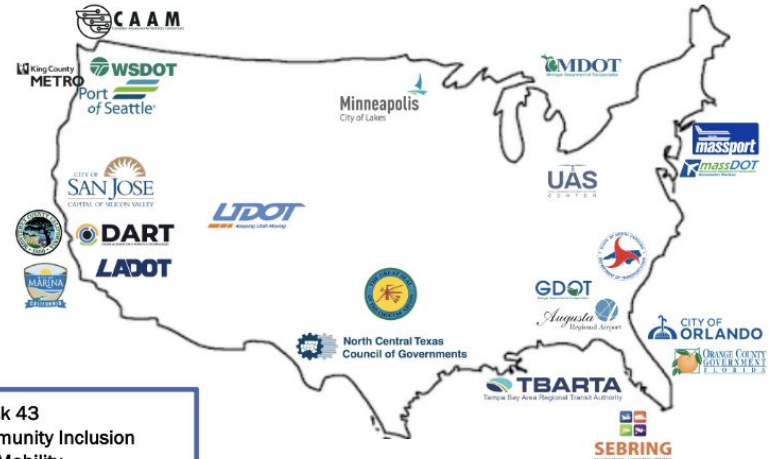 CAAM
King County
METRO
WSDOT
Port
of Seattle
Minneapolis
City of Lakes
MDOT
massport
massDOT
CITY OF
SAN JOSE
CAPITAL OF SILICON VALLEY
UAS
CENTER
UDOT
Keeping Utah Moving
DART
LADOT
MARINA
CALIFORNIA
GDOT
Augusta
Regional Airport
CITY OF
ORLANDO
ORANGE COUNTY
GOVERNMENT
FLORIDA
North Central Texas
Council of Governments
TBARTA
Tampa Bay Area Regional Transit Authority
SEBRING
k 43
munity Inclusion
Mobility